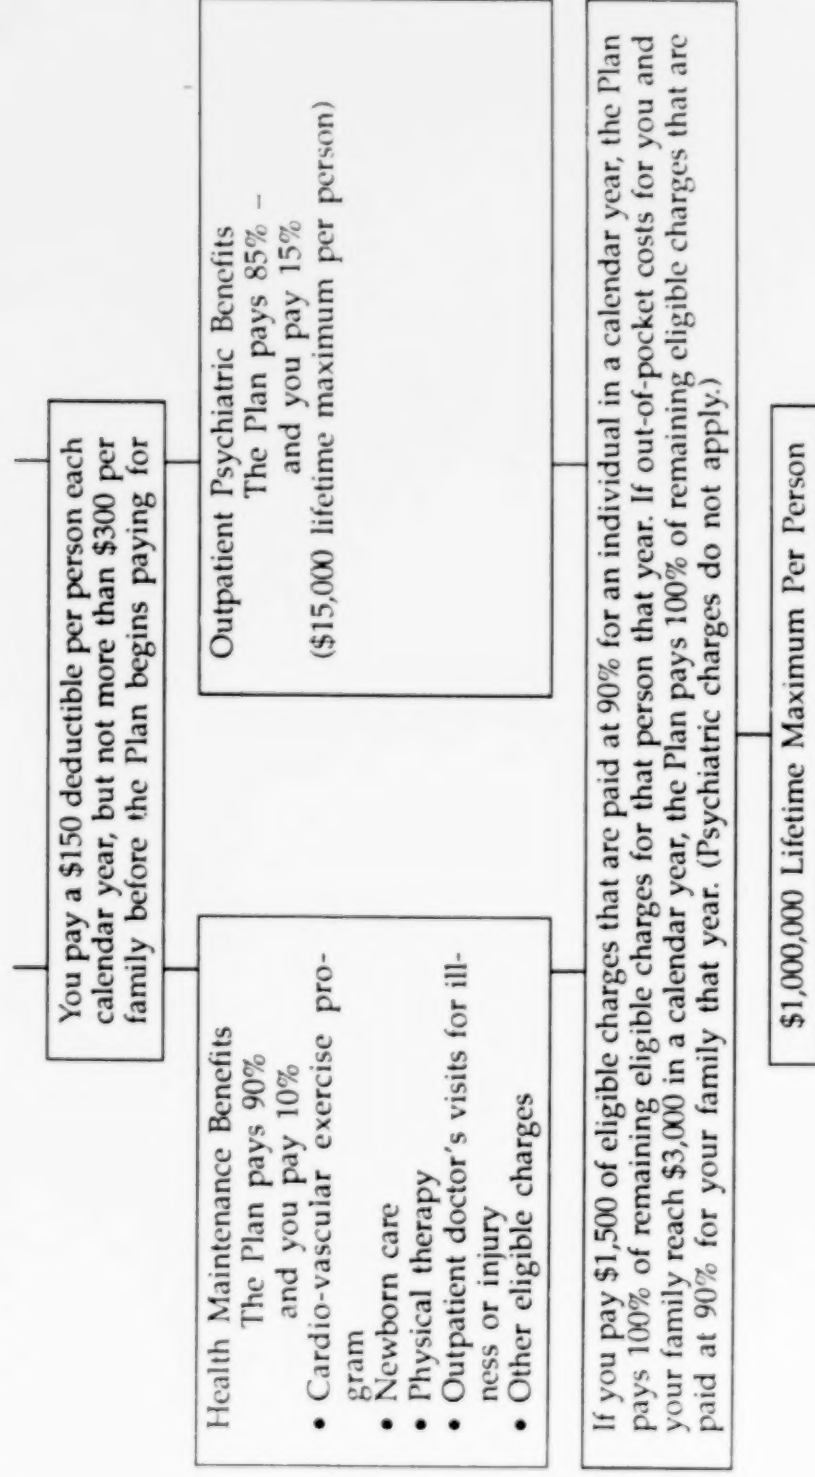 You pay a $150 deductible per person each
calendar year, but not more than $300 per
family before the Plan begins paying for
Health Maintenance Benefits
The Plan pays 90%
and you pay 10%
• Cardio-vascular exercise pro-
gram
• Newborn care
• Physical therapy
• Outpatient doctor's visits for ill-
ness or injury
• Other eligible charges
Outpatient Psychiatric Benefits
The Plan pays 85% –
and you pay 15%
($15,000 lifetime maximum per person)
If you pay $1,500 of eligible charges that are paid at 90% for an individual in a calendar year, the Plan
pays 100% of remaining eligible charges for that person that year. If out-of-pocket costs for you and
your family reach $3,000 in a calendar year, the Plan pays 100% of remaining eligible charges that are
paid at 90% for your family that year. (Psychiatric charges do not apply.)
$1,000,000 Lifetime Maximum Per Person